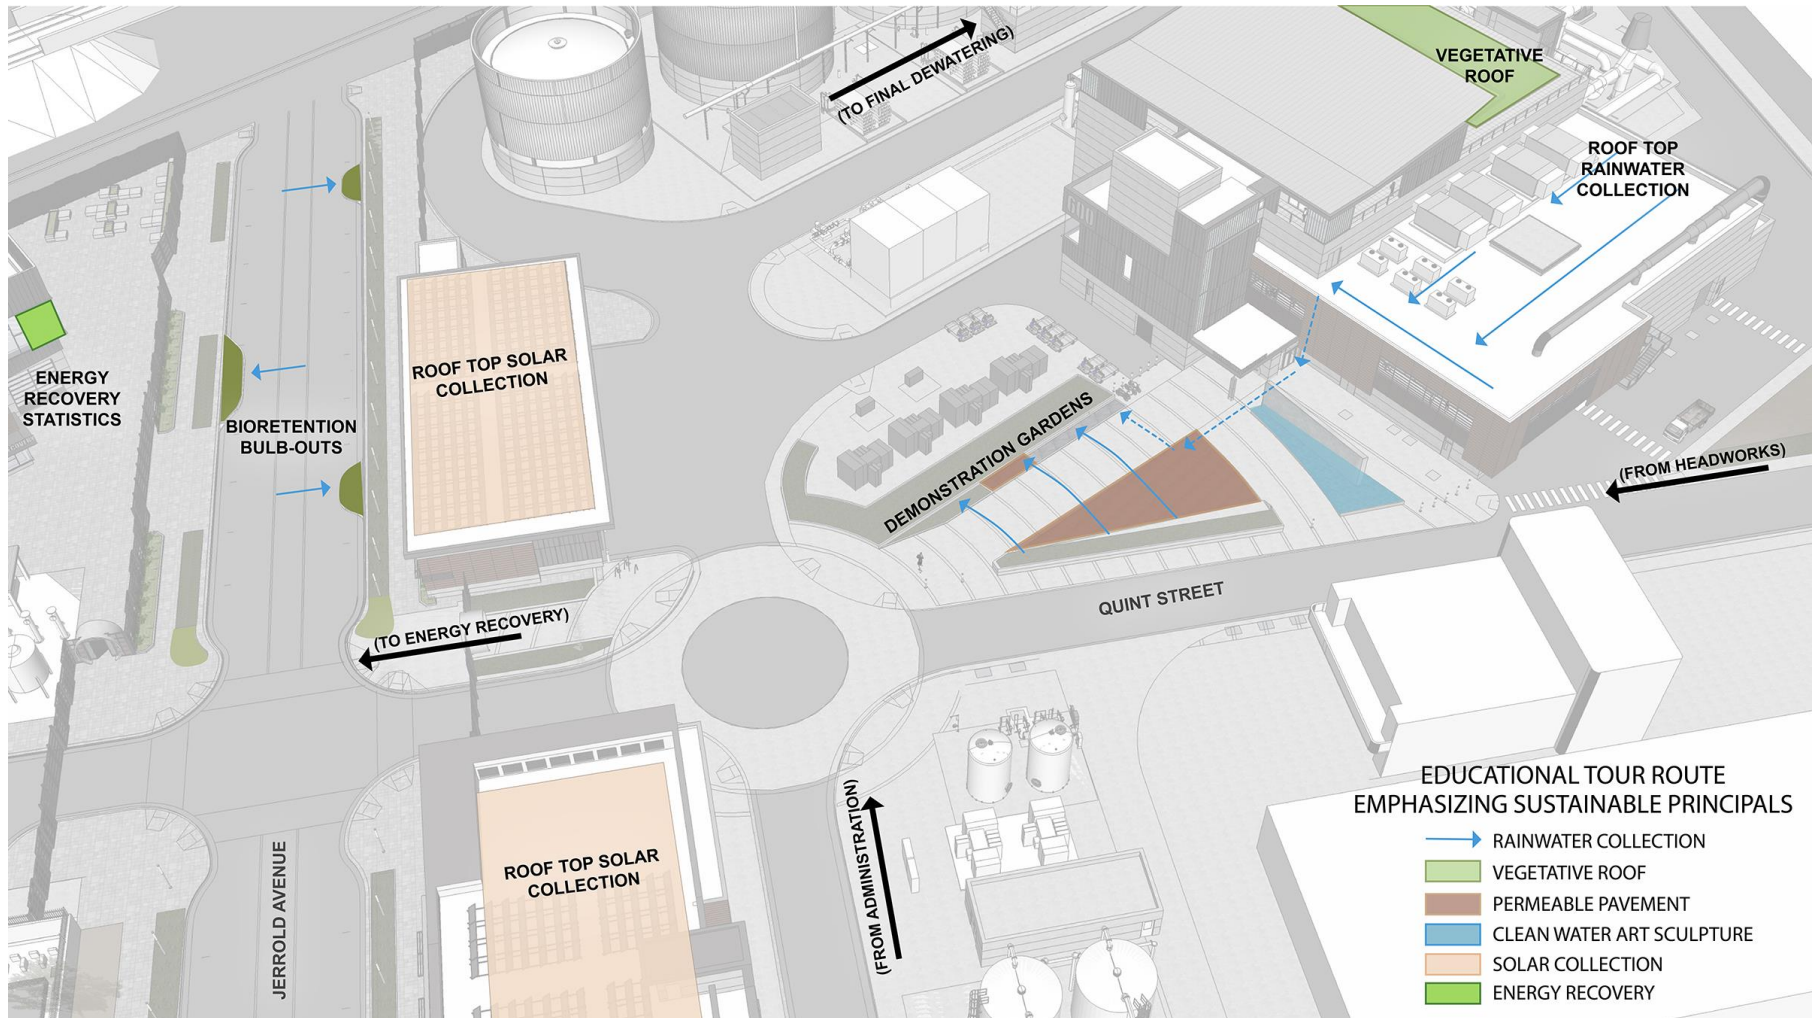 (TO FINAL DEWATERING)
VEGETATIVE
ROOF
ROOF TOP
RAINWATER
COLLECTION
ENERGY
RECOVERY
STATISTICS
BIORETENTION
BULB-OUTS
ROOF TOP SOLAR
COLLECTION
DEMONSTRATION GARDENS
(FROM HEADWORKS)
(TO ENERGY RECOVERY)
QUINT STREET
JERROLD AVENUE
ROOF TOP SOLAR
COLLECTION
(FROM ADMINISTRATION)
EDUCATIONAL TOUR ROUTE
EMPHASIZING SUSTAINABLE PRINCIPALS
RAINWATER COLLECTION
VEGETATIVE ROOF
PERMEABLE PAVEMENT
CLEAN WATER ART SCULPTURE
SOLAR COLLECTION
ENERGY RECOVERY